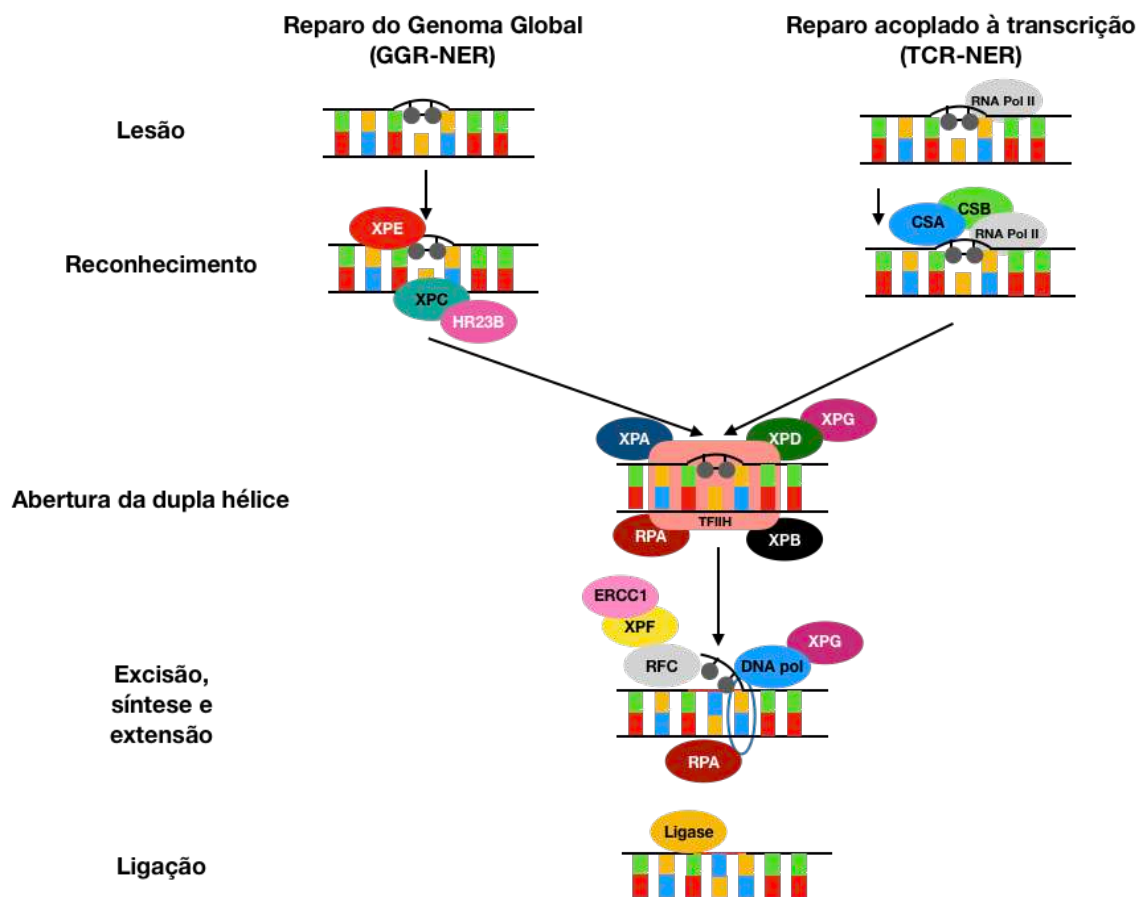 Reparo do Genoma Global
(GGR-NER)
Reparo acoplado à transcrição
(TCR-NER)
Lesão
RNA Pol II
Reconhecimento
XPE
XPC
HR23B
CSA
CSB
RNA Pol II
Abertura da dupla hélice
XPA
XPD
XPG
TFIIH
RPA
XPB
Excisão,
síntese e
extensão
ERCC1
XPF
RFC
DNA pol
XPG
RPA
Ligação
Ligase